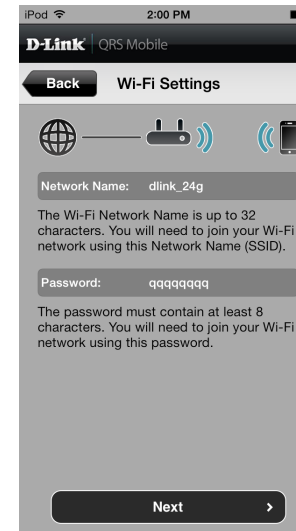 iPod 2:00 PM
D-Link QRS Mobile
Back Wi-Fi Settings
Network Name: dlink_24g
The Wi-Fi Network Name is up to 32
characters. You will need to join your Wi-Fi
network using this Network Name (SSID).
Password: qqqqqqqq
The password must contain at least 8
characters. You will need to join your Wi-Fi
network using this password.
Next